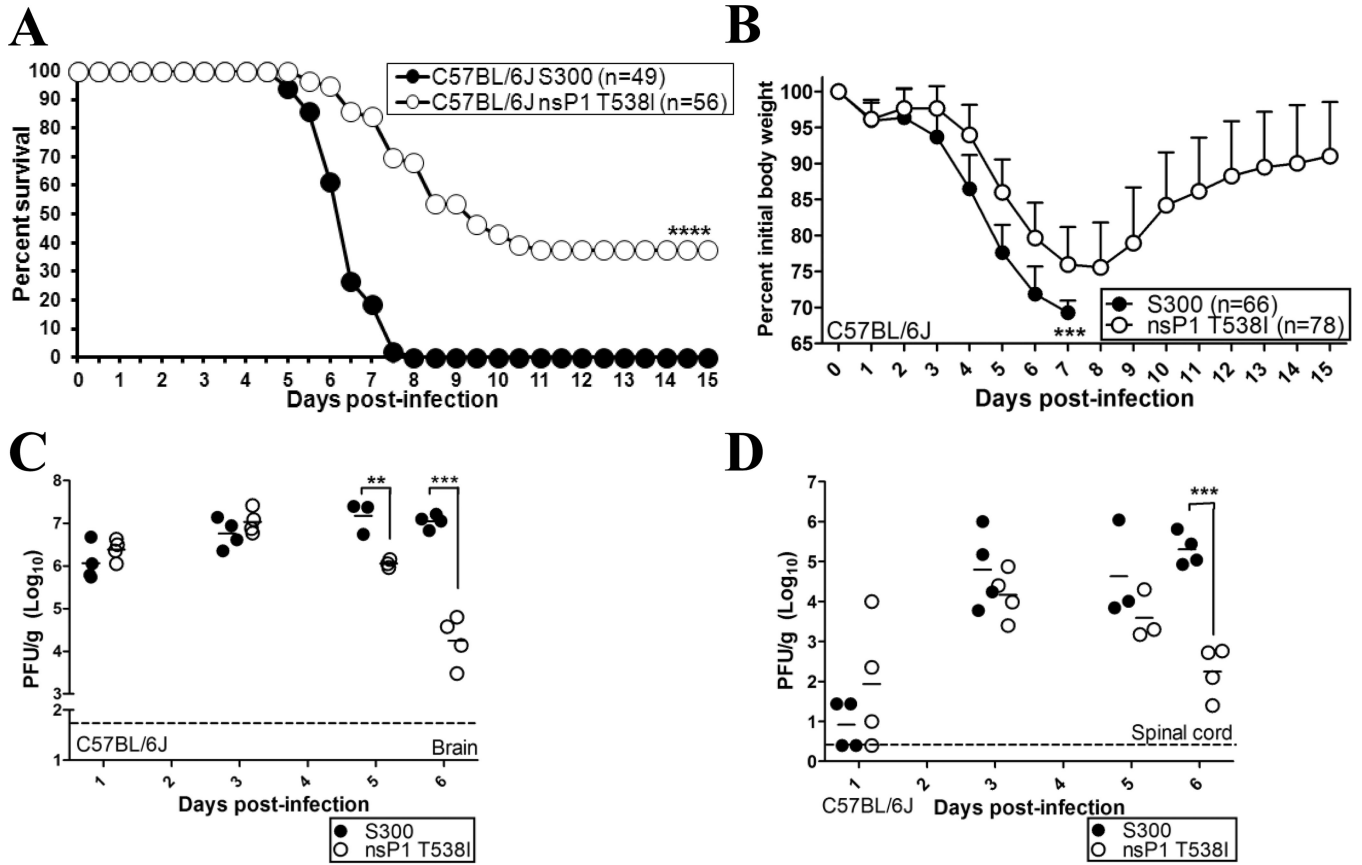 A
Percent survival
100
90
80
70
60
50
40
30
20
10
0
C57BL/6J S300 (n=49)
C57BL/6J nsP1 T538I (n=56)
****
0 1 2 3 4 5 6 7 8 9 10 11 12 13 14 15
Days post-infection
B
Percent initial body weight
100
95
90
85
80
75
70
65
S300 (n=66)
nsP1 T538I (n=78)
***
C57BL/6J
0 1 2 3 4 5 6 7 8 9 10 11 12 13 14 15
Days post-infection
C
PFU/g (Log10)
8
7
6
5
4
3
2
1
** ***
C57BL/6J
Brain
1 2 3 4 5 6
Days post-infection
S300
nsP1 T538I
D
PFU/g (Log10)
7
6
5
4
3
2
1
0
***
Spinal cord
1 2 3 4 5 6
C57BL/6J
Days post-infection
S300
nsP1 T538I